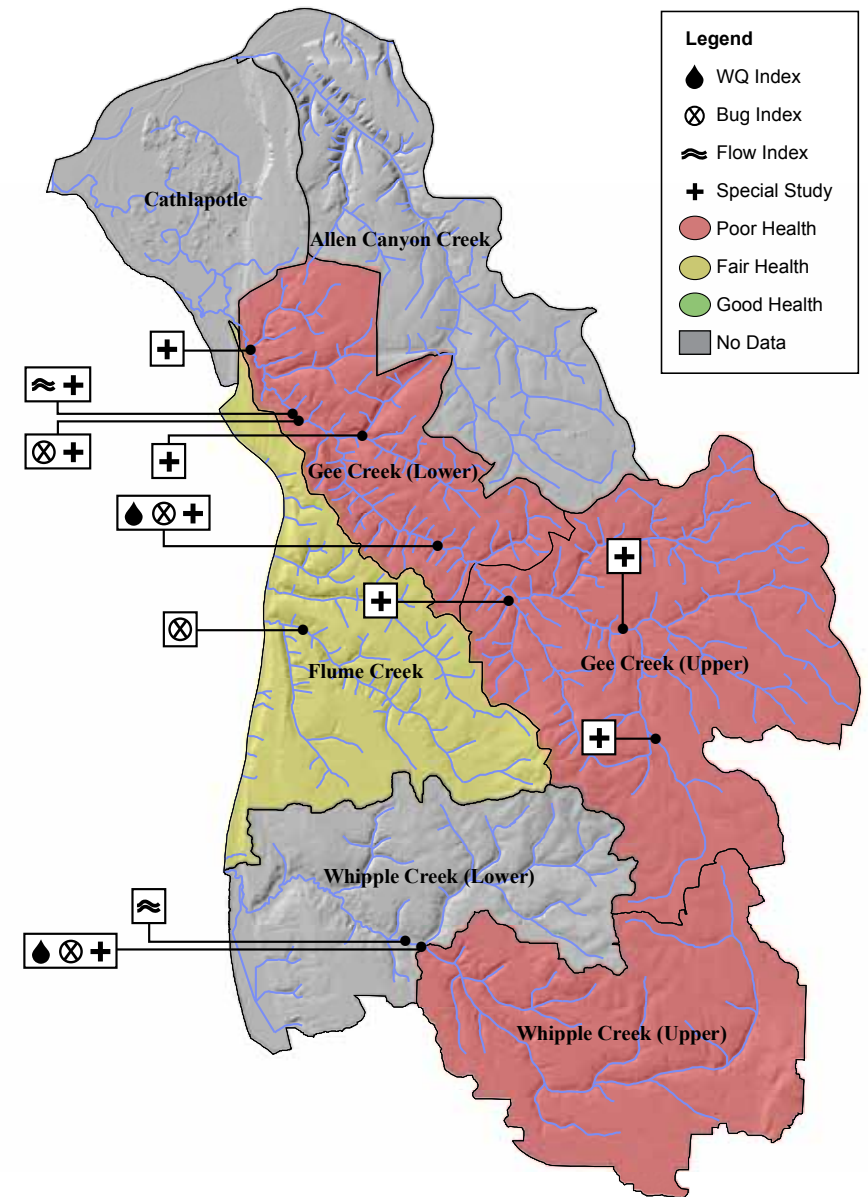 Legend
WQ Index
Bug Index
Flow Index
Special Study
Poor Health
Fair Health
Good Health
No Data
Cathlapotle
Allen Canyon Creek
Gee Creek (Lower)
Gee Creek (Upper)
Flume Creek
Whipple Creek (Lower)
Whipple Creek (Upper)